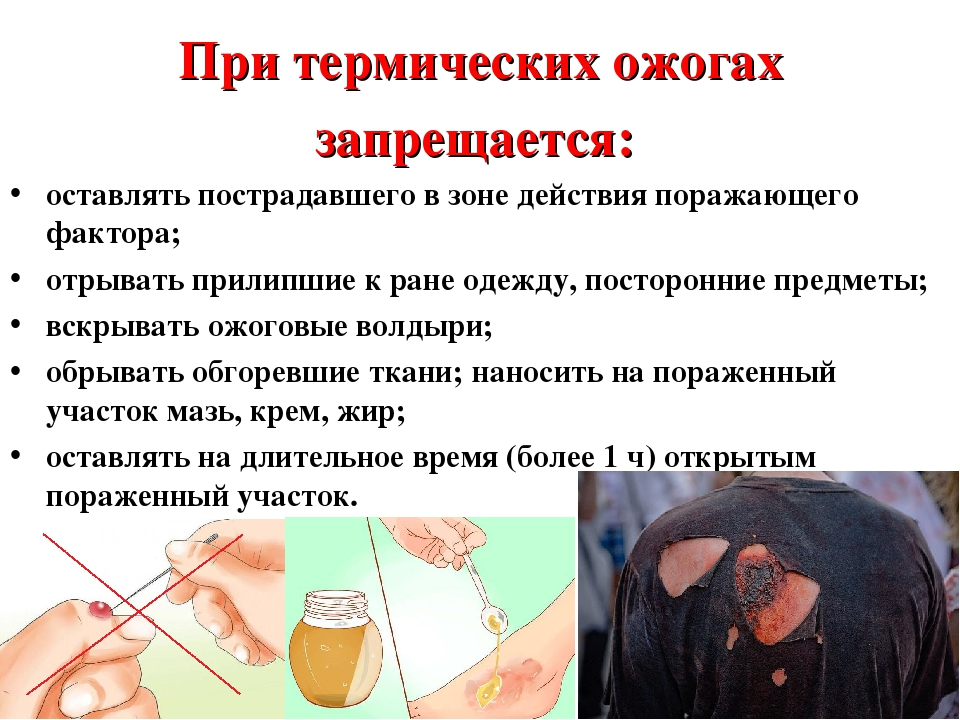 При термических ожогах
запрещается:
• оставлять пострадавшего в зоне действия поражающего
фактора;
• отрывать прилипшие к ране одежду, посторонние предметы;
• вскрывать ожоговые волдыри;
• обрывать обгоревшие ткани; наносить на пораженный
участок мазь, крем, жир;
• оставлять на длительное время (более 1 ч) открытым
пораженный участок.